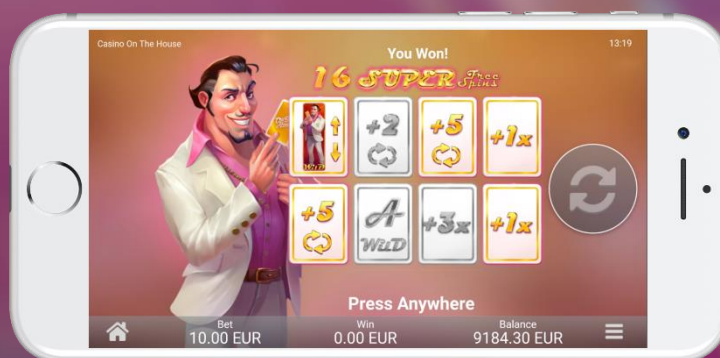 Casino On The House
13:19
You Won!
16 SUPER Free Spins
WILD
+2
+5
+1x
+5
A
WILD
+3x
+1x
Press Anywhere
Bet
10.00 EUR
Win
0.00 EUR
Balance
9184.30 EUR